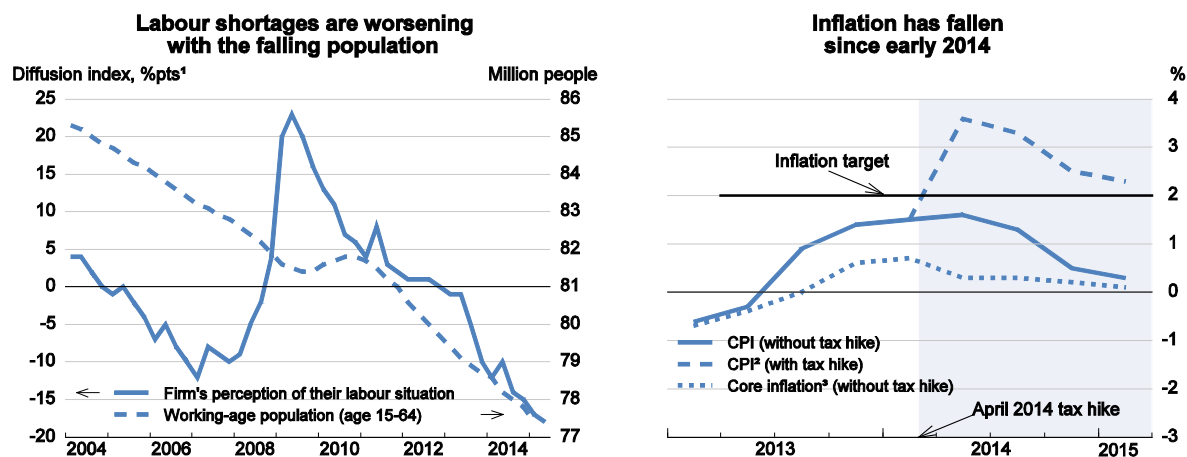 Labour shortages are worsening
with the falling population
Diffusion index, %pts¹
Million people
25
20
15
10
5
0
-5
-10
-15
-20
86
85
84
83
82
81
80
79
78
77
Firm's perception of their labour situation
Working-age population (age 15-64)
2004
2006
2008
2010
2012
2014
Inflation has fallen
since early 2014
%
4
3
2
1
0
-1
-2
-3
Inflation target
CPI (without tax hike)
CPI² (with tax hike)
Core inflation³ (without tax hike)
April 2014 tax hike
2013
2014
2015